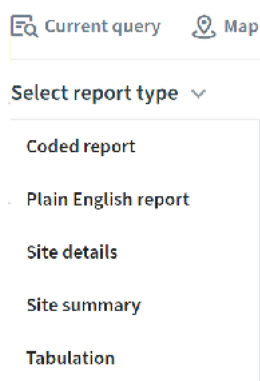 Current query Map
Select report type
Coded report
Plain English report
Site details
Site summary
Tabulation